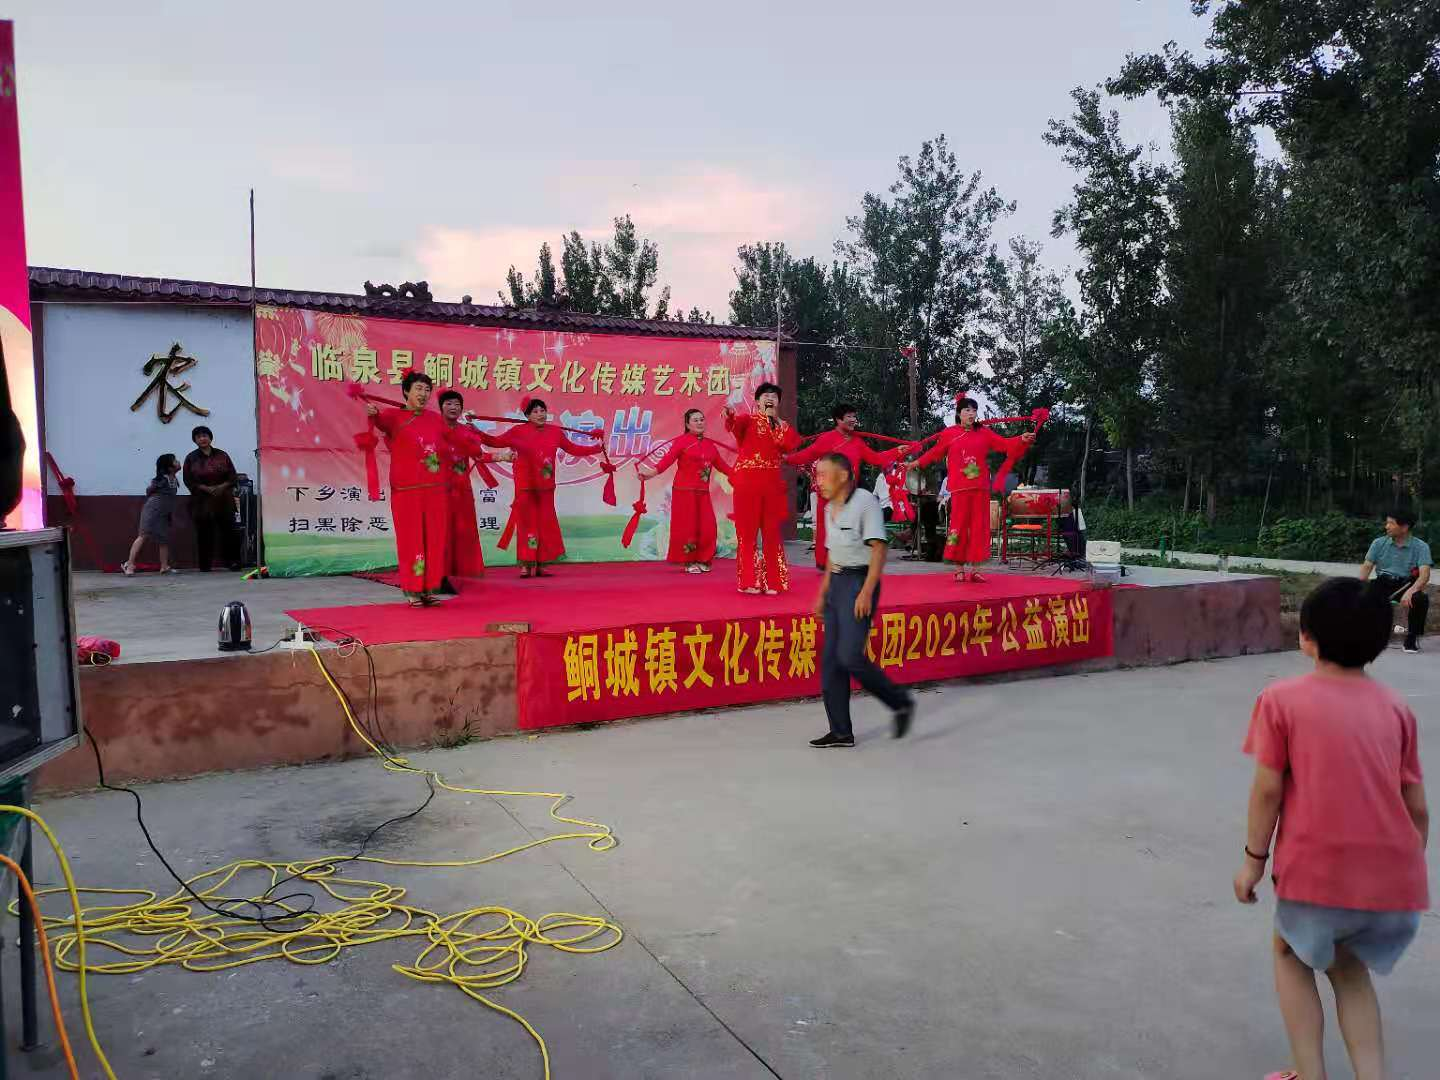 农
临泉县鲖城镇文化传媒艺术团
演出
下乡演出 富
扫黑除恶 理
鲖城镇文化传媒 术团2021年公益演出